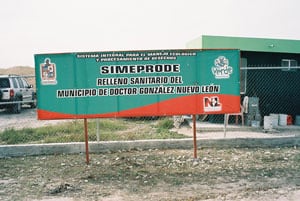 SISTEMA INTEGRAL PARA EL MANEJO ECOLOGICO
Y PROCESAMIENTO DE DESECHOS
SIMEPRODE
RELLENO SANITARIO DEL
MUNICIPIO DE DOCTOR GONZALEZ NUEVO LEON
Verde